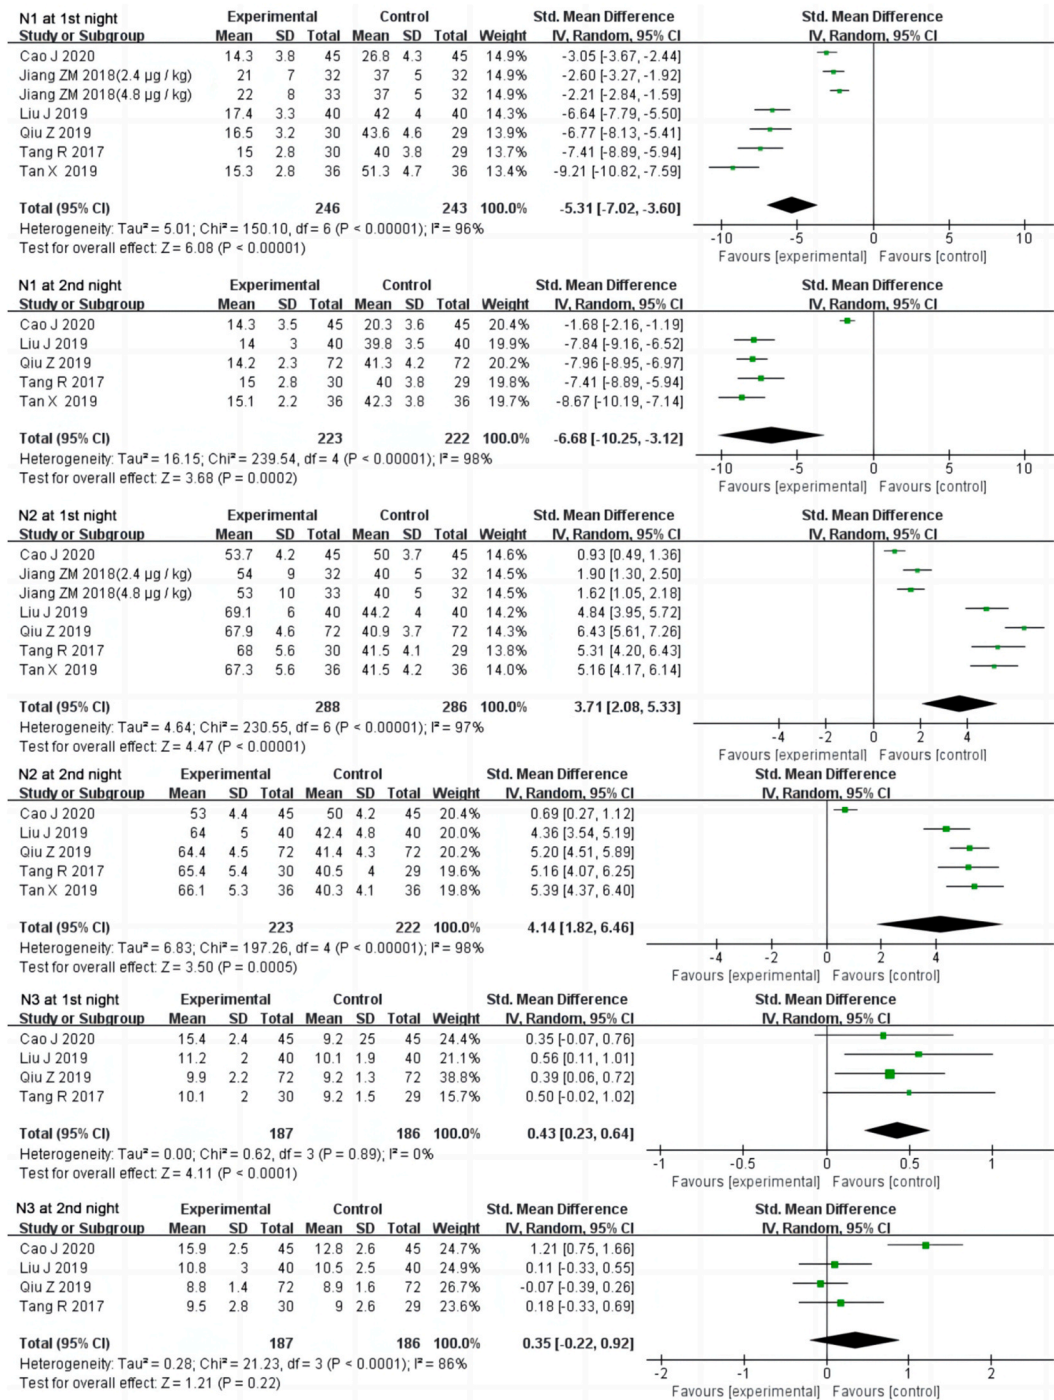 N1 at 1st night Experimental Control Std. Mean Difference Std. Mean Difference
Study or Subgroup Mean SD Total Mean SD Total Weight IV, Random, 95% CI IV, Random, 95% CI
Cao J 2020 14.3 3.8 45 26.8 4.3 45 14.9% -3.05 [-3.67, -2.44]
Jiang ZM 2018(2.4 µg / kg) 21 7 32 37 5 32 14.9% -2.60 [-3.27, -1.92]
Jiang ZM 2018(4.8 µg / kg) 22 8 33 37 5 32 14.9% -2.21 [-2.84, -1.59]
Liu J 2019 17.4 3.3 40 42 4 40 14.3% -6.64 [-7.79, -5.50]
Qiu Z 2019 16.5 3.2 30 43.6 4.6 29 13.9% -6.77 [-8.13, -5.41]
Tang R 2017 15 2.8 30 40 3.8 29 13.7% -7.41 [-8.89, -5.94]
Tan X 2019 15.3 2.8 36 51.3 4.7 36 13.4% -9.21 [-10.82, -7.59]
Total (95% CI) 246 243 100.0% -5.31 [-7.02, -3.60]
Heterogeneity: Tau² = 5.01; Chi² = 150.10, df = 6 (P < 0.00001); I² = 96%
Test for overall effect: Z = 6.08 (P < 0.00001)
-10 -5 0 5 10
Favours [experimental] Favours [control]
N1 at 2nd night Experimental Control Std. Mean Difference Std. Mean Difference
Study or Subgroup Mean SD Total Mean SD Total Weight IV, Random, 95% CI IV, Random, 95% CI
Cao J 2020 14.3 3.5 45 20.3 3.6 45 20.4% -1.68 [-2.16, -1.19]
Liu J 2019 14 3 40 39.8 3.5 40 19.9% -7.84 [-9.16, -6.52]
Qiu Z 2019 14.2 2.3 72 41.3 4.2 72 20.2% -7.96 [-8.95, -6.97]
Tang R 2017 15 2.8 30 40 3.8 29 19.8% -7.41 [-8.89, -5.94]
Tan X 2019 15.1 2.2 36 42.3 3.8 36 19.7% -8.67 [-10.19, -7.14]
Total (95% CI) 223 222 100.0% -6.68 [-10.25, -3.12]
Heterogeneity: Tau² = 16.15; Chi² = 239.54, df = 4 (P < 0.00001); I² = 98%
Test for overall effect: Z = 3.68 (P = 0.0002)
-10 -5 0 5 10
Favours [experimental] Favours [control]
N2 at 1st night Experimental Control Std. Mean Difference Std. Mean Difference
Study or Subgroup Mean SD Total Mean SD Total Weight IV, Random, 95% CI IV, Random, 95% CI
Cao J 2020 53.7 4.2 45 50 3.7 45 14.6% 0.93 [0.49, 1.36]
Jiang ZM 2018(2.4 µg / kg) 54 9 32 40 5 32 14.5% 1.90 [1.30, 2.50]
Jiang ZM 2018(4.8 µg / kg) 53 10 33 40 5 32 14.5% 1.62 [1.05, 2.18]
Liu J 2019 69.1 6 40 44.2 4 40 14.2% 4.84 [3.95, 5.72]
Qiu Z 2019 67.9 4.6 72 40.9 3.7 72 14.3% 6.43 [5.61, 7.26]
Tang R 2017 68 5.6 30 41.5 4.1 29 13.8% 5.31 [4.20, 6.43]
Tan X 2019 67.3 5.6 36 41.5 4.2 36 14.0% 5.16 [4.17, 6.14]
Total (95% CI) 288 286 100.0% 3.71 [2.08, 5.33]
Heterogeneity: Tau² = 4.64; Chi² = 230.55, df = 6 (P < 0.00001); I² = 97%
Test for overall effect: Z = 4.47 (P < 0.00001)
-4 -2 0 2 4
Favours [experimental] Favours [control]
N2 at 2nd night Experimental Control Std. Mean Difference Std. Mean Difference
Study or Subgroup Mean SD Total Mean SD Total Weight IV, Random, 95% CI IV, Random, 95% CI
Cao J 2020 53 4.4 45 50 4.2 45 20.4% 0.69 [0.27, 1.12]
Liu J 2019 64 5 40 42.4 4.8 40 20.0% 4.36 [3.54, 5.19]
Qiu Z 2019 64.4 4.5 72 41.4 4.3 72 20.2% 5.20 [4.51, 5.89]
Tang R 2017 65.4 5.4 30 40.5 4 29 19.6% 5.16 [4.07, 6.25]
Tan X 2019 66.1 5.3 36 40.3 4.1 36 19.8% 5.39 [4.37, 6.40]
Total (95% CI) 223 222 100.0% 4.14 [1.82, 6.46]
Heterogeneity: Tau² = 6.83; Chi² = 197.26, df = 4 (P < 0.00001); I² = 98%
Test for overall effect: Z = 3.50 (P = 0.0005)
-4 -2 0 2 4
Favours [experimental] Favours [control]
N3 at 1st night Experimental Control Std. Mean Difference Std. Mean Difference
Study or Subgroup Mean SD Total Mean SD Total Weight IV, Random, 95% CI IV, Random, 95% CI
Cao J 2020 15.4 2.4 45 9.2 25 45 24.4% 0.35 [-0.07, 0.76]
Liu J 2019 11.2 2 40 10.1 1.9 40 21.1% 0.56 [0.11, 1.01]
Qiu Z 2019 9.9 2.2 72 9.2 1.3 72 38.8% 0.39 [0.06, 0.72]
Tang R 2017 10.1 2 30 9.2 1.5 29 15.7% 0.50 [-0.02, 1.02]
Total (95% CI) 187 186 100.0% 0.43 [0.23, 0.64]
Heterogeneity: Tau² = 0.00; Chi² = 0.62, df = 3 (P = 0.89); I² = 0%
Test for overall effect: Z = 4.11 (P < 0.0001)
-1 -0.5 0 0.5 1
Favours [experimental] Favours [control]
N3 at 2nd night Experimental Control Std. Mean Difference Std. Mean Difference
Study or Subgroup Mean SD Total Mean SD Total Weight IV, Random, 95% CI IV, Random, 95% CI
Cao J 2020 15.9 2.5 45 12.8 2.6 45 24.7% 1.21 [0.75, 1.66]
Liu J 2019 10.8 3 40 10.5 2.5 40 24.9% 0.11 [-0.33, 0.55]
Qiu Z 2019 8.8 1.4 72 8.9 1.6 72 26.7% -0.07 [-0.39, 0.26]
Tang R 2017 9.5 2.8 30 9 2.6 29 23.6% 0.18 [-0.33, 0.69]
Total (95% CI) 187 186 100.0% 0.35 [-0.22, 0.92]
Heterogeneity: Tau² = 0.28; Chi² = 21.23, df = 3 (P < 0.0001); I² = 86%
Test for overall effect: Z = 1.21 (P = 0.22)
-2 -1 0 1 2
Favours [experimental] Favours [control]